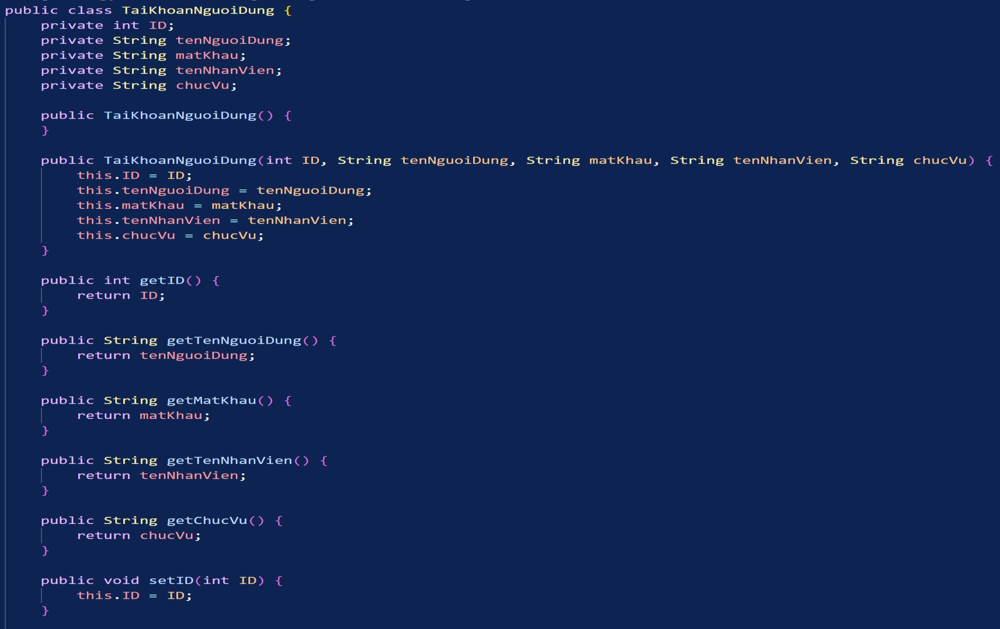 public class TaiKhoanNguoiDung {
    private int ID;
    private String tenNguoiDung;
    private String matKhau;
    private String tenNhanVien;
    private String chucVu;

    public TaiKhoanNguoiDung() {
    }

    public TaiKhoanNguoiDung(int ID, String tenNguoiDung, String matKhau, String tenNhanVien, String chucVu) {
        this.ID = ID;
        this.tenNguoiDung = tenNguoiDung;
        this.matKhau = matKhau;
        this.tenNhanVien = tenNhanVien;
        this.chucVu = chucVu;
    }

    public int getID() {
        return ID;
    }

    public String getTenNguoiDung() {
        return tenNguoiDung;
    }

    public String getMatKhau() {
        return matKhau;
    }

    public String getTenNhanVien() {
        return tenNhanVien;
    }

    public String getChucVu() {
        return chucVu;
    }

    public void setID(int ID) {
        this.ID = ID;
    }